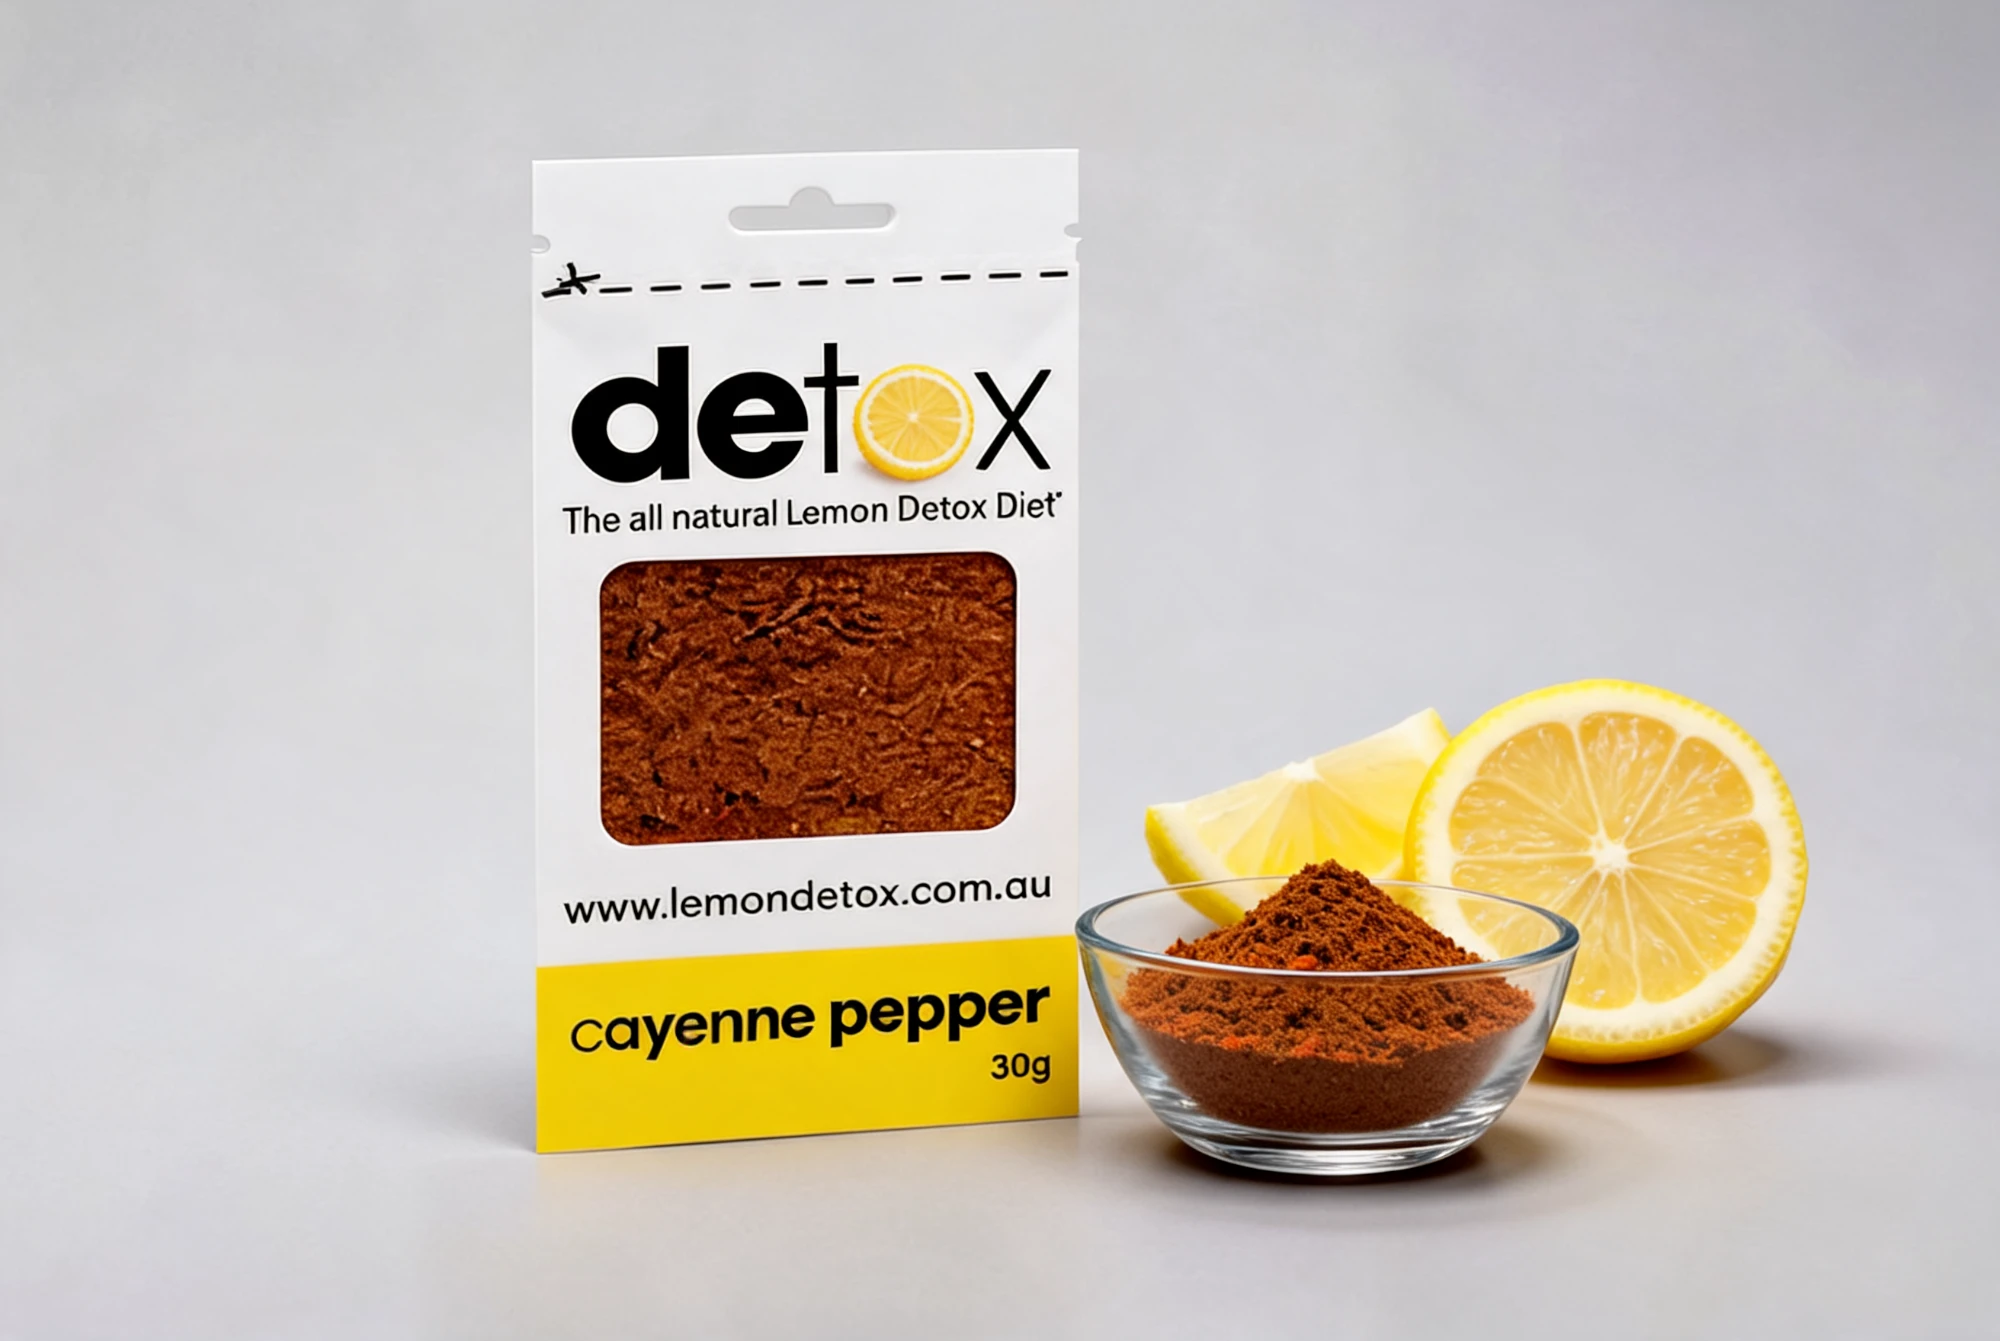 detox
The all natural Lemon Detox Diet*
www.lemondetox.com.au
cayenne pepper
30g